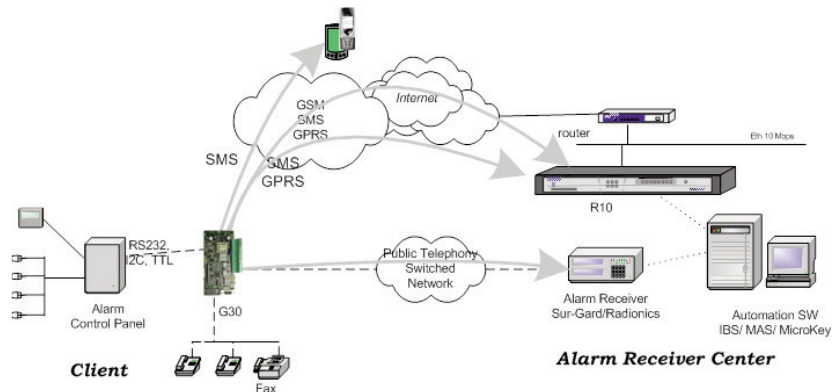 Internet
GSM
SMS
GPRS
router
Eth 10 Mbps
SMS
SMS
GPRS
R10
RS232,
I2C, TTL
Public Telephony
Switched
Network
G30
Alarm
Control Panel
Alarm Receiver
Sur-Gard/Radionics
Automation SW
IBS/ MAS/ MicroKey
Client
Alarm Receiver Center
Fax